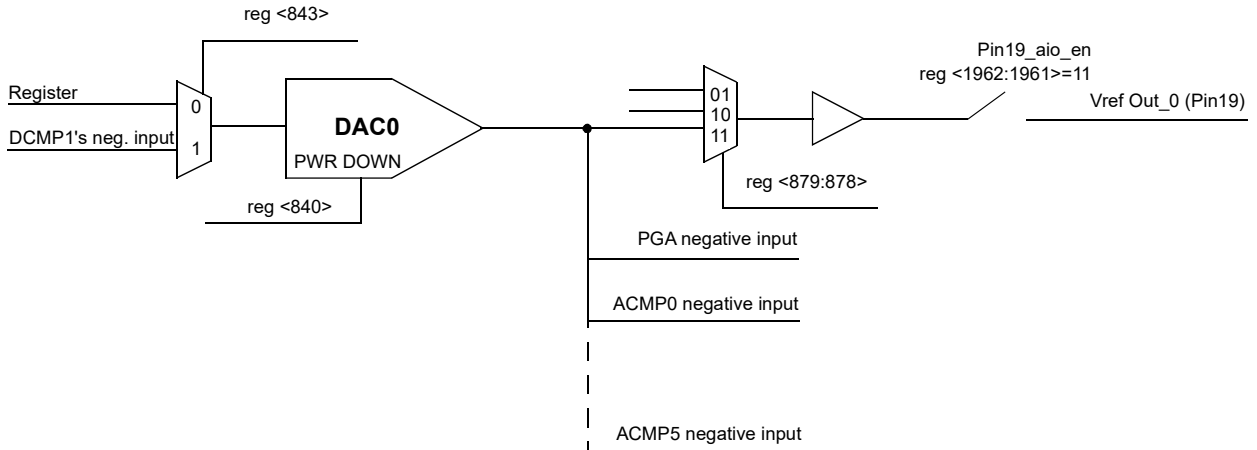 reg <843>
Pin19_aio_en
reg <1962:1961>=11
Register
0
01
10
11
Vref Out_0 (Pin19)
DCMP1's neg. input
1
DAC0
PWR DOWN
reg <879:878>
reg <840>
PGA negative input
ACMP0 negative input
ACMP5 negative input